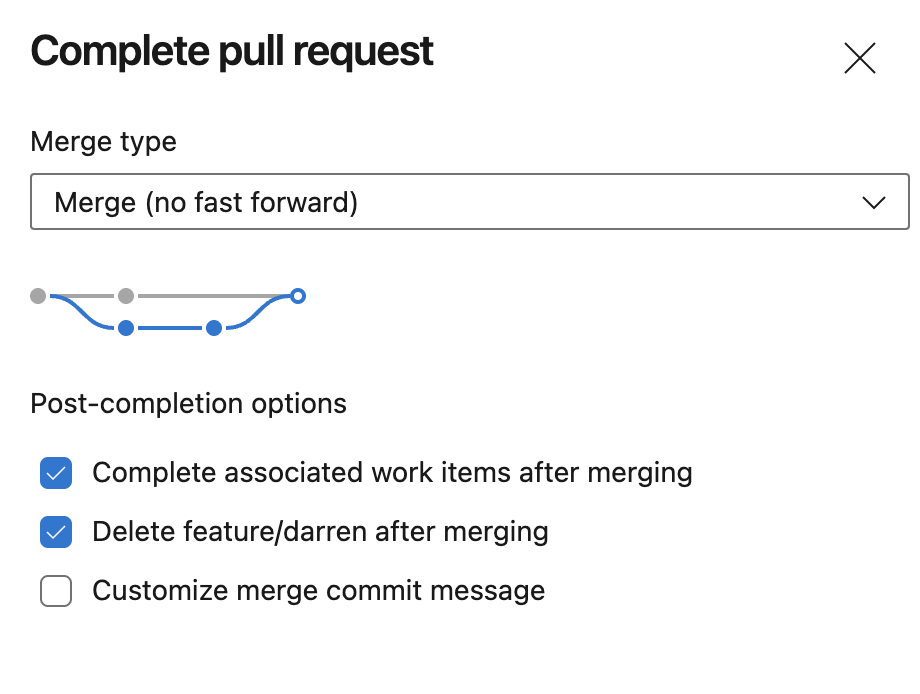 Complete pull request
Merge type
Merge (no fast forward)
Post-completion options
Complete associated work items after merging
Delete feature/darren after merging
Customize merge commit message